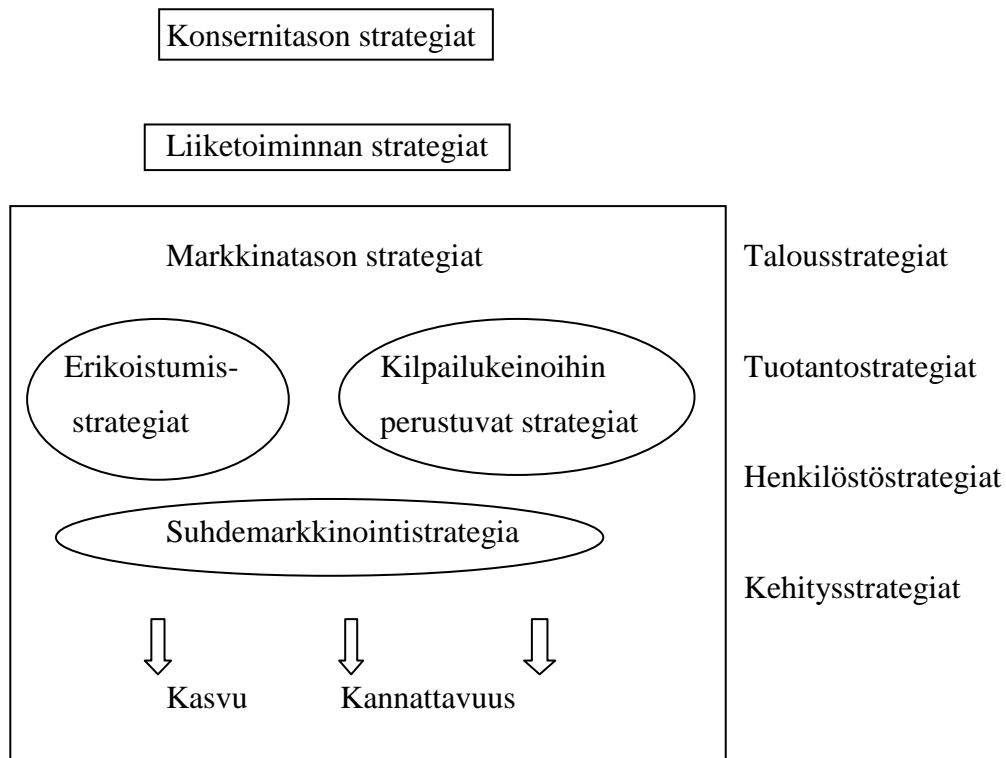 Konsernitason strategiat
Liiketoiminnan strategiat
Markkinatason strategiat
Talousstrategiat
Erikoistumis-
strategiat
Kilpailukeinoihin
perustuvat strategiat
Tuotantostrategiat
Henkilöstöstrategiat
Suhdemarkkinointistrategia
Kehitysstrategiat
Kasvu
Kannattavuus